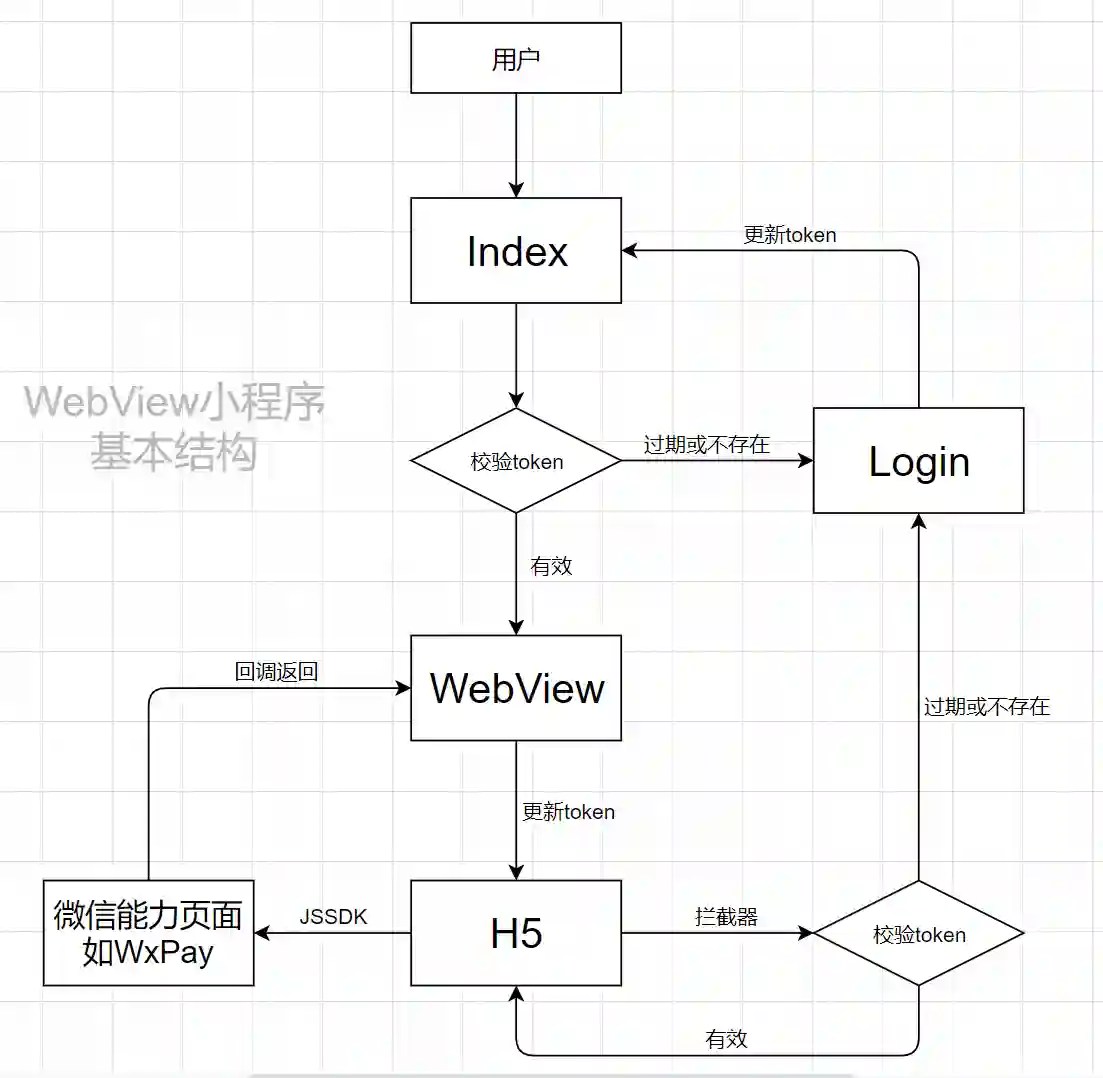 用户
Index
更新token
WebView小程序
基本结构
校验token
过期或不存在
Login
有效
回调返回
WebView
过期或不存在
更新token
微信能力页面
如WxPay
JSSDK
H5
拦截器
校验token
有效